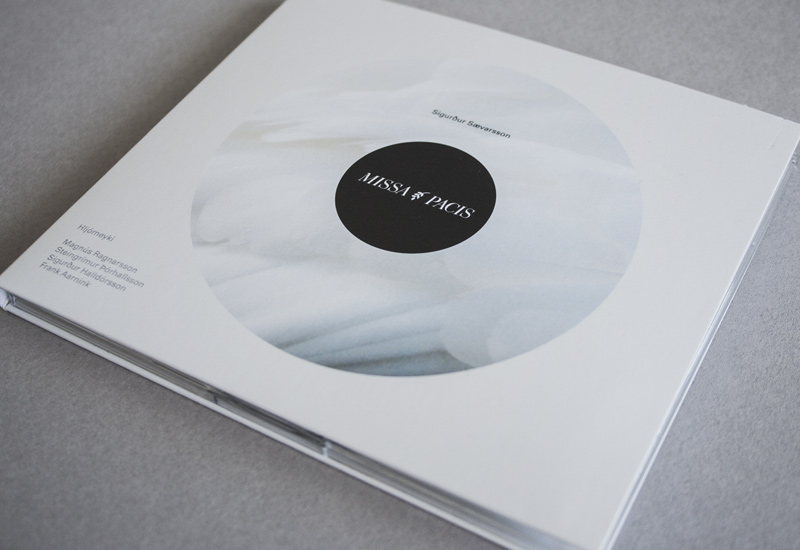 Sigurður Sævarsson
MISSA PACIS
Hljómeyki
Magnús Ragnarsson
Steingrímur Þórhallsson
Sigurður Halldórsson
Frank Aarnink